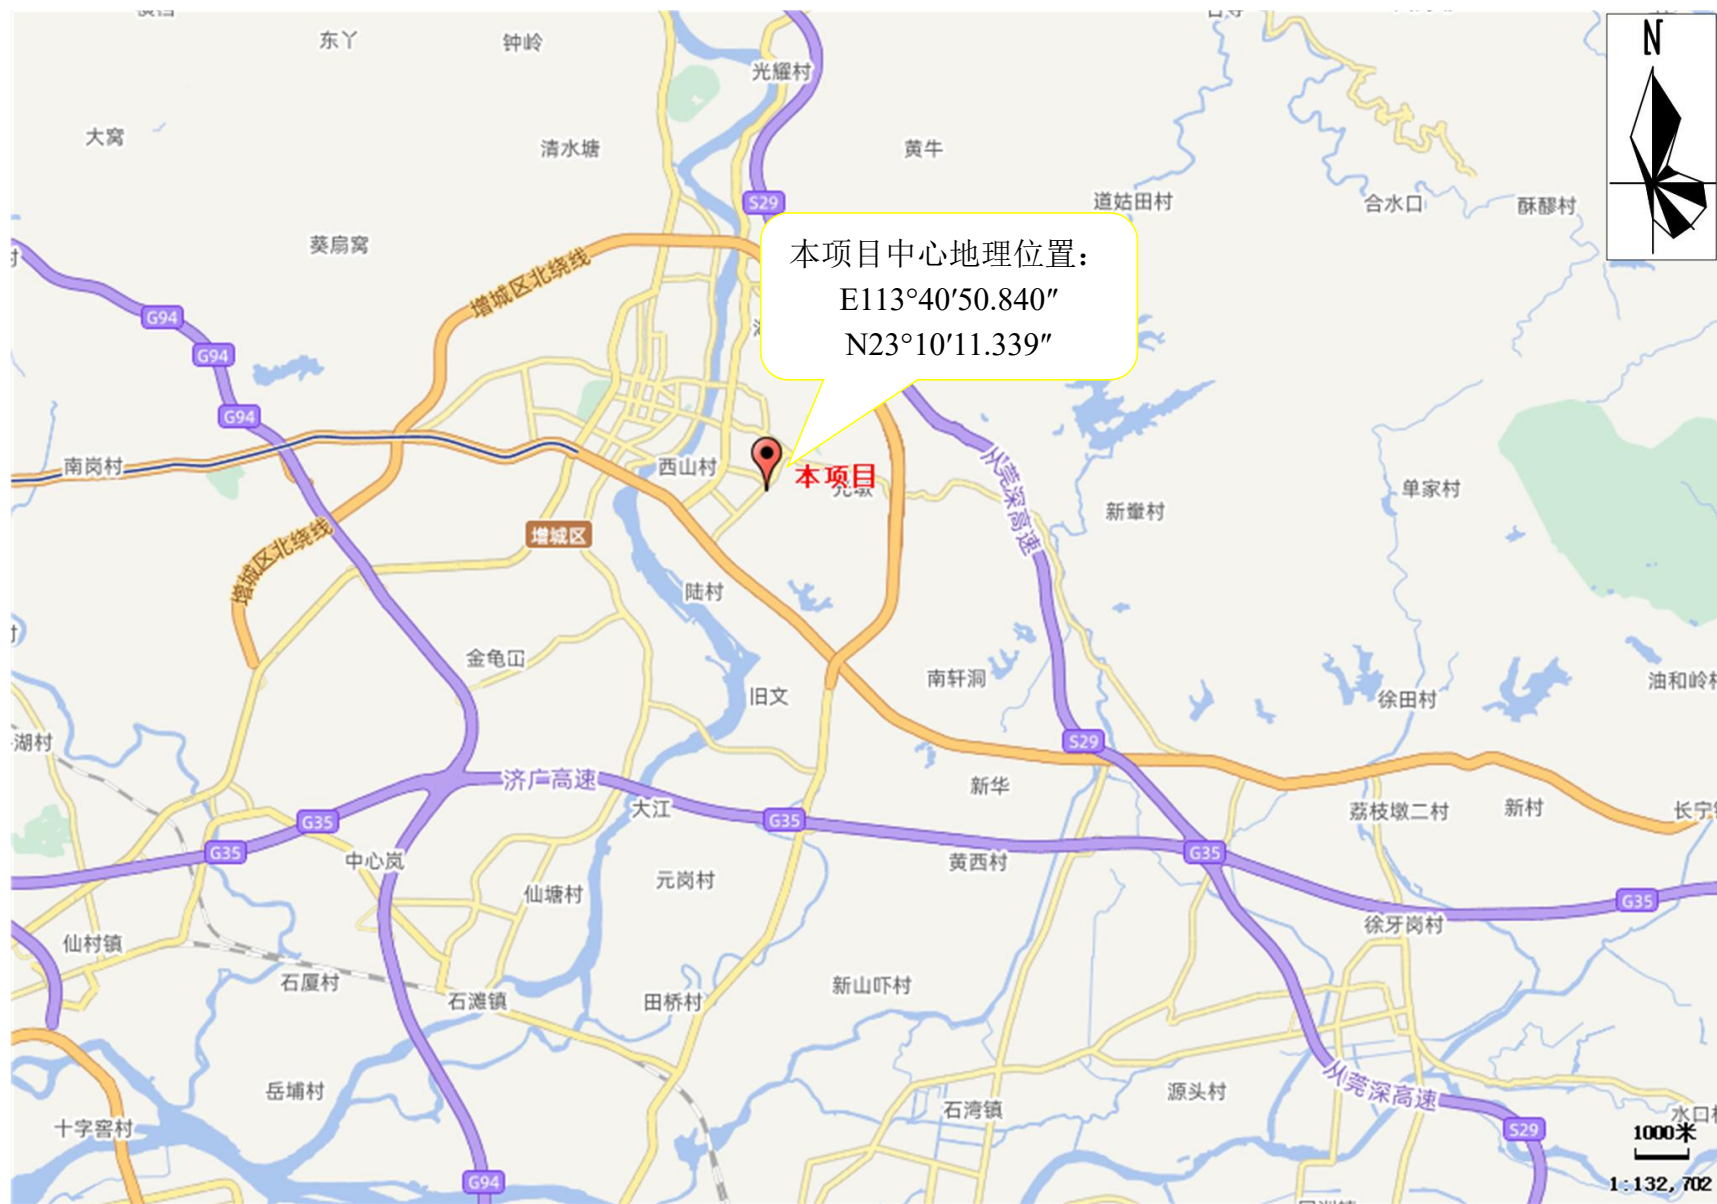 东丫
钟岭
光耀村
N
大窝
清水塘
黄牛
S29
道姑田村
合水口
酥醪村
葵扇窝
增城区北绕线
本项目中心地理位置：
E113°40′50.840″
N23°10′11.339″
G94
G94
G94
南岗村
西山村
本项目
从莞深高速
单家村
新輋村
增城区
增城区北绕线
陆村
金龟㘭
旧文
南轩洞
徐田村
油和岭村
湖村
S29
济广高速
大江
新华
荔枝墩二村
新村
长宁
G35
G35
G35
G35
G35
中心岚
黄西村
仙塘村
元岗村
徐牙岗村
仙村镇
石厦村
石滩镇
田桥村
新山吓村
岳埔村
石湾镇
源头村
从莞深高速
十字窖村
水口
S29
G94
1000米
1:132,702